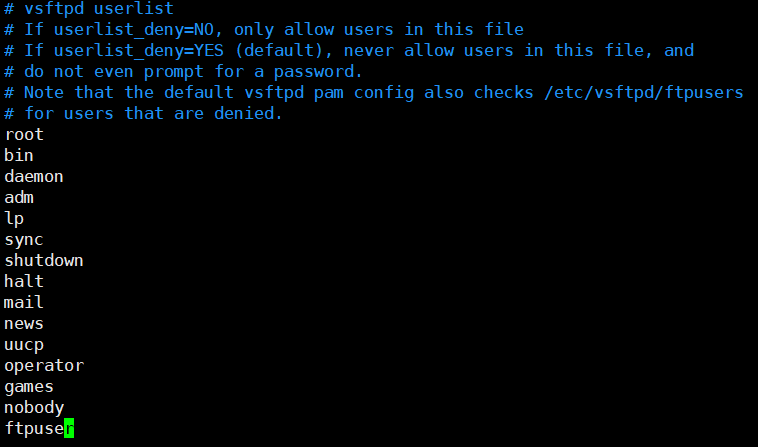 # vsftpd userlist
# If userlist_deny=NO, only allow users in this file
# If userlist_deny=YES (default), never allow users in this file, and
# do not even prompt for a password.
# Note that the default vsftpd pam config also checks /etc/vsftpd/ftpusers
# for users that are denied.
root
bin
daemon
adm
lp
sync
shutdown
halt
mail
news
uucp
operator
games
nobody
ftpuser